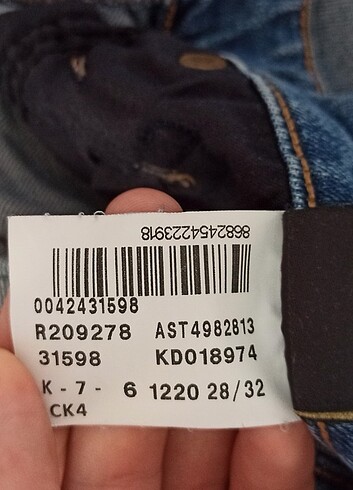 8682454223918
0042431598
R209278 AST4982813
31598 KD018974
K - 7 - 6 1220 28/32
CK4